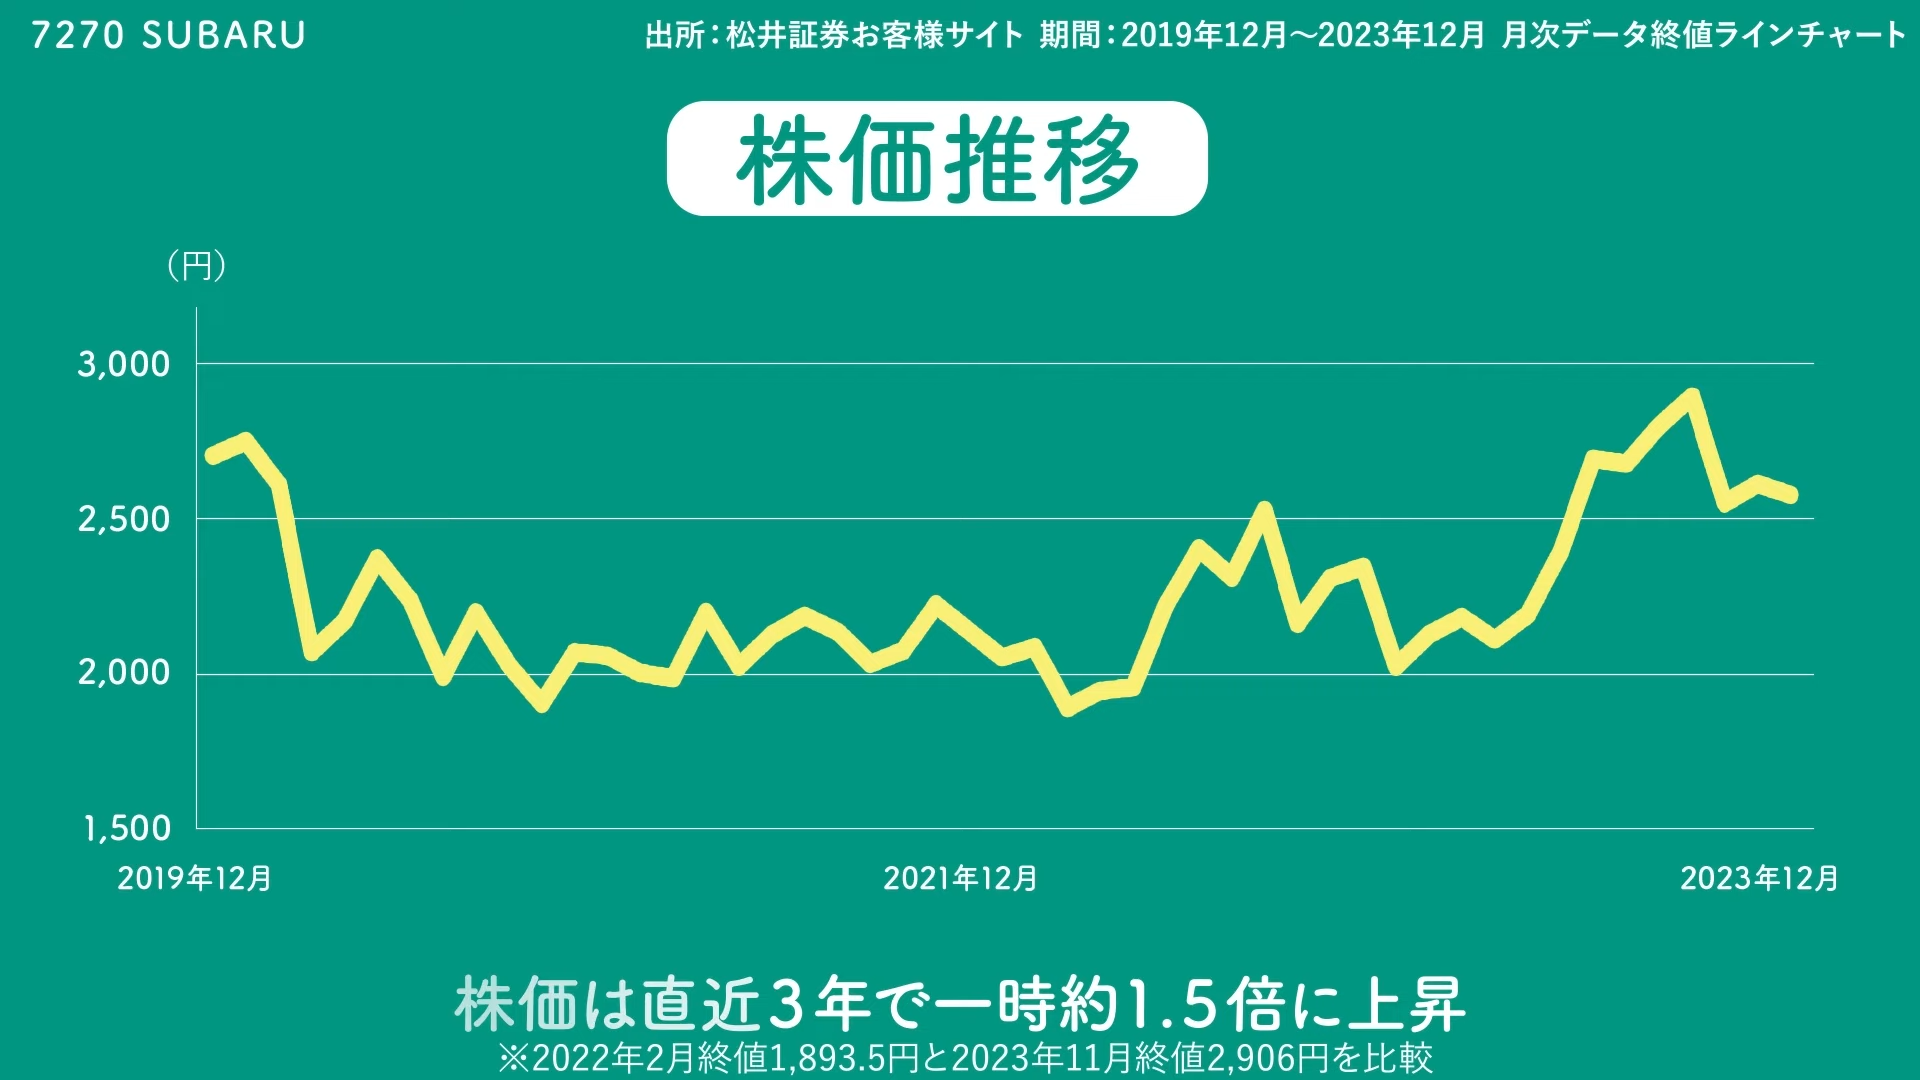 7270 SUBARU
出所：松井証券お客様サイト 期間：2019年12月～2023年12月 月次データ終値ラインチャート
株価推移
（円）
3,000
2,500
2,000
1,500
2019年12月 2021年12月 2023年12月
株価は直近3年で一時約1.5倍に上昇
※2022年2月終値1,893.5円と2023年11月終値2,906円を比較